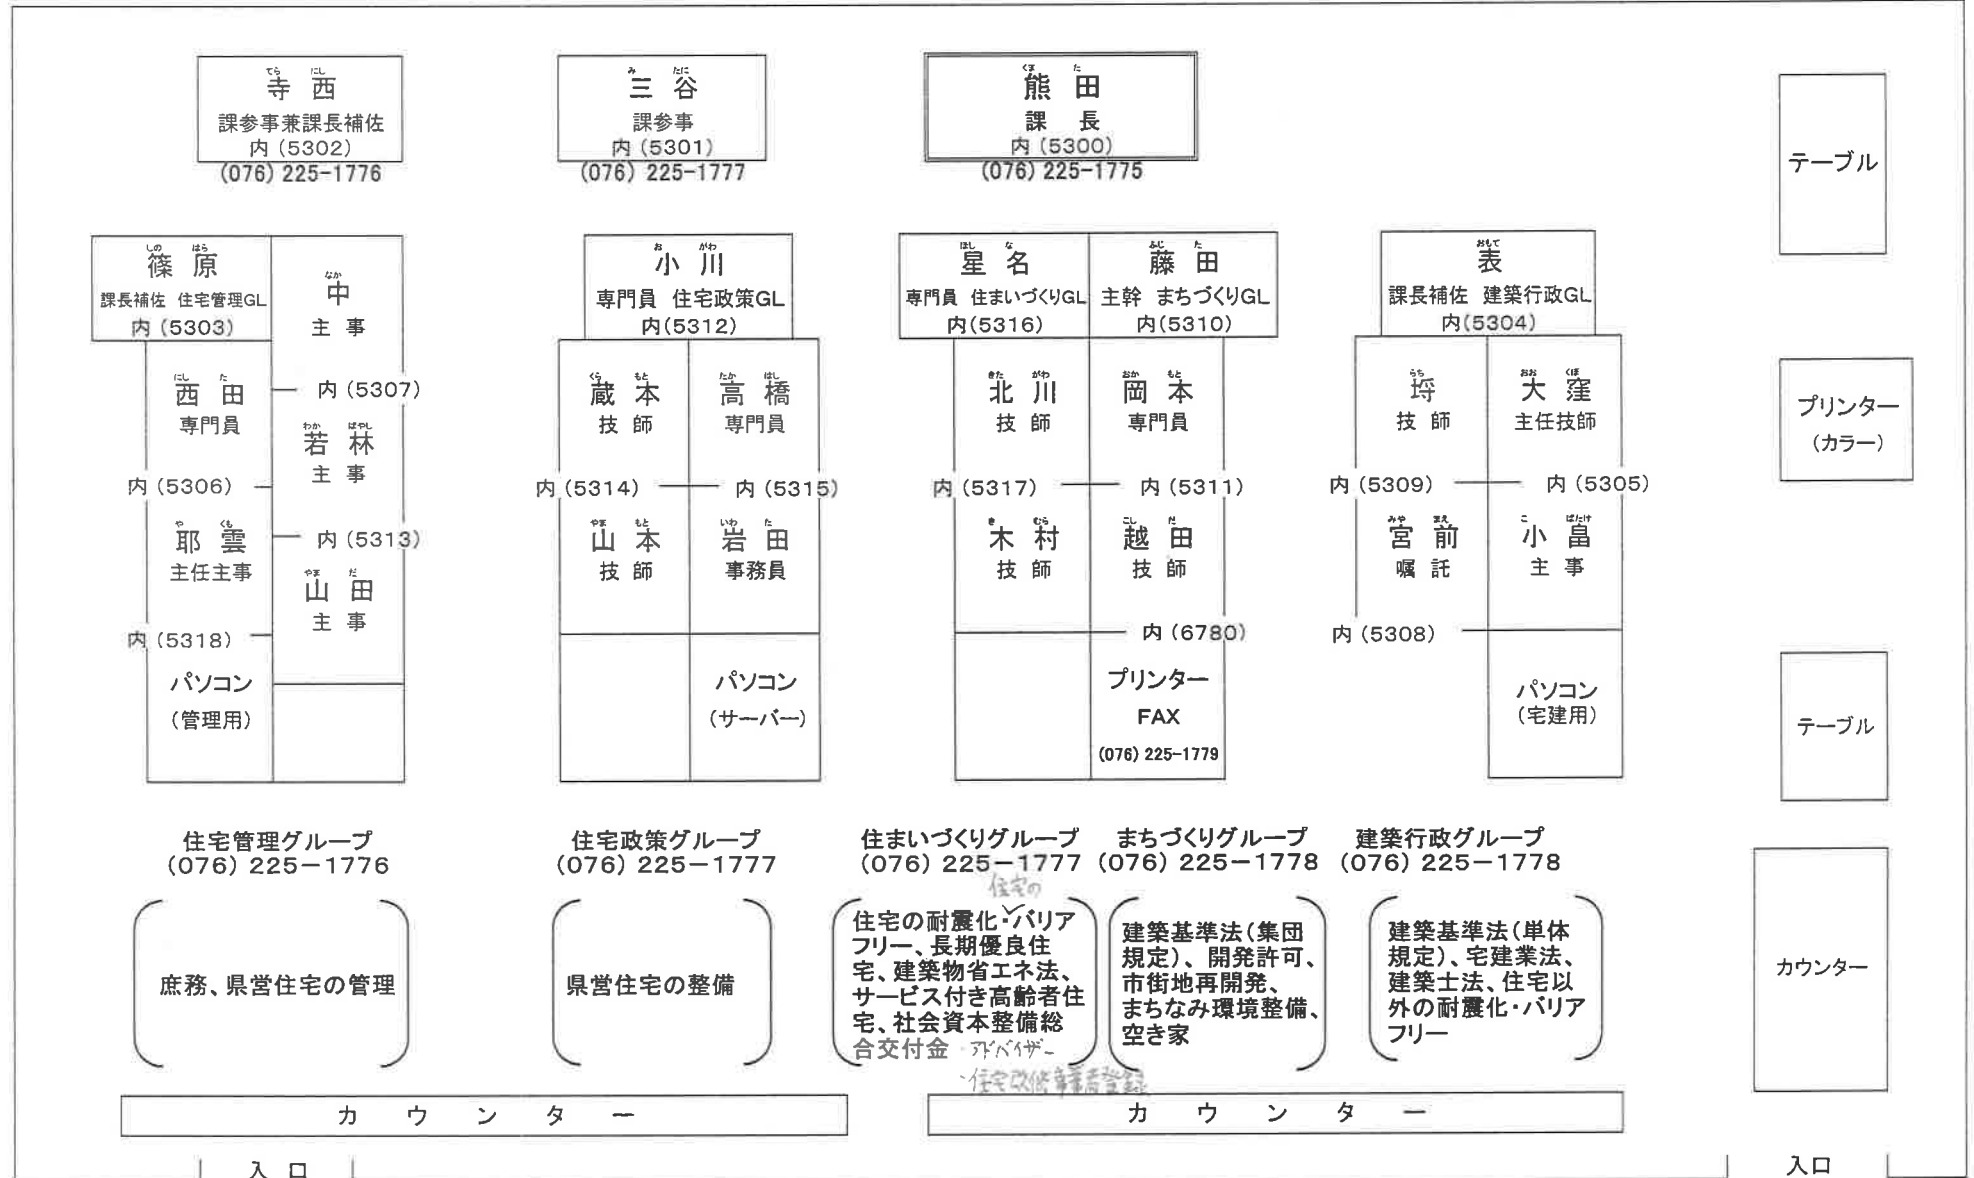 寺西
課参事兼課長補佐
内(5302)
(076) 225-1776
三谷
課参事
内(5301)
(076) 225-1777
熊田
課長
内(5300)
(076) 225-1775
テーブル
篠原
課長補佐 住宅管理GL
内(5303)
中
主事
西田
専門員
内(5307)
若林
主事
内(5306)
耶雲
主任主事
内(5313)
山田
主事
内(5318)
パソコン
(管理用)
小川
専門員 住宅政策GL
内(5312)
蔵本
技師
高橋
専門員
内(5314)
内(5315)
山本
技師
岩田
事務員
パソコン
(サーバー)
星名
専門員 住まいづくりGL
内(5316)
藤田
主幹 まちづくりGL
内(5310)
北川
技師
岡本
専門員
内(5317)
内(5311)
木村
技師
越田
技師
内(6780)
プリンター
FAX
(076) 225-1779
表
課長補佐 建築行政GL
内(5304)
埒
技師
大窪
主任技師
内(5309)
内(5305)
宮前
嘱託
小畠
主事
内(5308)
パソコン
(宅建用)
プリンター
(カラー)
テーブル
カウンター
住宅管理グループ
(076) 225-1776
庶務、県営住宅の管理
住宅政策グループ
(076) 225-1777
県営住宅の整備
住まいづくりグループ
(076) 225-1777
住宅の
住宅の耐震化・バリア
フリー、長期優良住
宅、建築物省エネ法、
サービス付き高齢者住
宅、社会資本整備総
合交付金
・アドバイザー
・住宅改修事業者登録
まちづくりグループ
(076) 225-1778
建築基準法(集団
規定)、開発許可、
市街地再開発、
まちなみ環境整備、
空き家
建築行政グループ
(076) 225-1778
建築基準法(単体
規定)、宅建業法、
建築士法、住宅以
外の耐震化・バリア
フリー
カウンター
カウンター
入口
入口